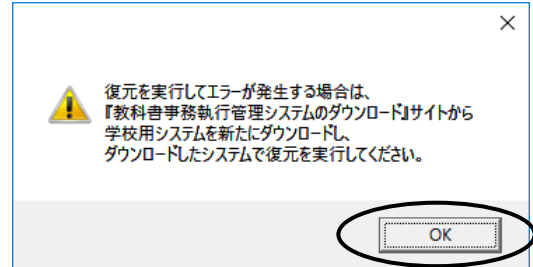 復元を実行してエラーが発生する場合は、
『教科書事務執行管理システムのダウンロード』サイトから
学校用システムを新たにダウンロードし、
ダウンロードしたシステムで復元を実行してください。
OK